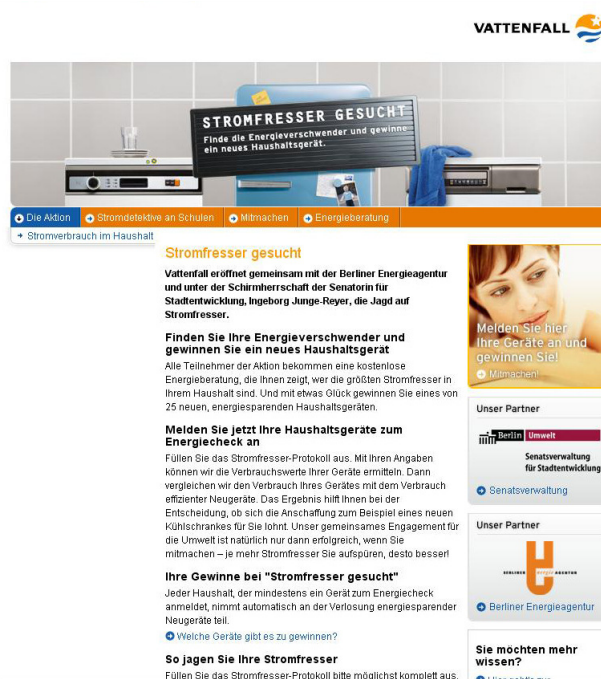 VATTENFALL
STROMFRESSER GESUCHT
Finde die Energieverschwender und gewinne
ein neues Haushaltsgerät.
Die Aktion
Stromdetektive an Schulen
Mitmachen
Energieberatung
Stromverbrauch im Haushalt
Stromfresser gesucht
Vattenfall eröffnet gemeinsam mit der Berliner Energieagentur
und unter der Schirmherrschaft der Senatorin für
Stadtentwicklung, Ingeborg Junge-Reyer, die Jagd auf
Stromfresser.
Finden Sie Ihre Energieverschwender und
gewinnen Sie ein neues Haushaltsgerät
Alle Teilnehmer der Aktion bekommen eine kostenlose
Energieberatung, die Ihnen zeigt, wer die größten Stromfresser in
Ihrem Haushalt sind. Und mit etwas Glück gewinnen Sie eines von
25 neuen, energiesparenden Haushaltsgeräten.
Melden Sie jetzt Ihre Haushaltsgeräte zum
Energiecheck an
Füllen Sie das Stromfresser-Protokoll aus. Mit Ihren Angaben
können wir die Verbrauchswerte Ihrer Geräte ermitteln. Dann
vergleichen wir den Verbrauch Ihres Gerätes mit dem Verbrauch
effizienter Neugeräte. Das Ergebnis hilft Ihnen bei der
Entscheidung, ob sich die Anschaffung zum Beispiel eines neuen
Kühlschrankes für Sie lohnt. Unser gemeinsames Engagement für
die Umwelt ist natürlich nur dann erfolgreich, wenn Sie
mitmachen – je mehr Stromfresser Sie aufspüren, desto besser!
Ihre Gewinne bei "Stromfresser gesucht"
Jeder Haushalt, der mindestens ein Gerät zum Energiecheck
anmeldet, nimmt automatisch an der Verlosung energiesparender
Neugeräte teil.
Welche Geräte gibt es zu gewinnen?
So jagen Sie Ihre Stromfresser
Füllen Sie das Stromfresser-Protokoll bitte möglichst komplett aus.
Melden Sie hier
Ihre Geräte an und
gewinnen Sie!
Mitmachen!
Unser Partner
Berlin Umwelt
Senatsverwaltung
für Stadtentwicklung
Senatsverwaltung
Unser Partner
BERLINER energie AGENTUR
Berliner Energieagentur
Sie möchten mehr
wissen?